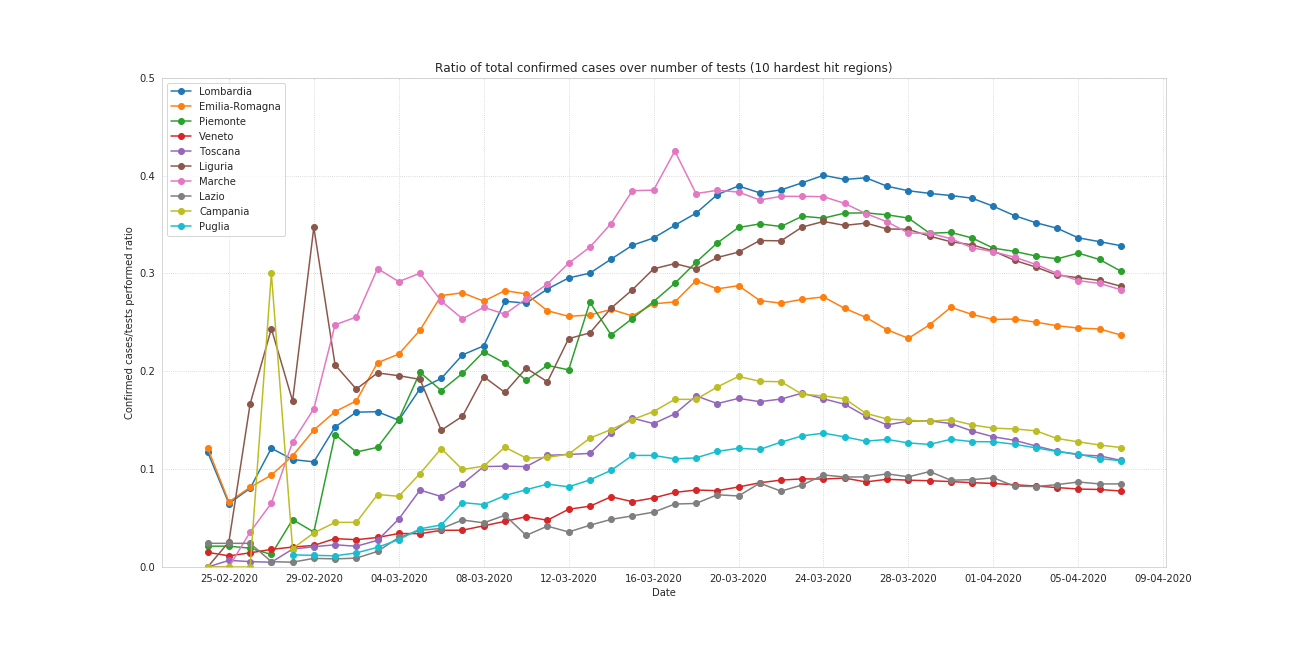 Ratio of total confirmed cases over number of tests (10 hardest hit regions)
0.5
0.4
0.3
0.2
0.1
0.0
Confirmed cases/tests performed ratio
Lombardia
Emilia-Romagna
Piemonte
Veneto
Toscana
Liguria
Marche
Lazio
Campania
Puglia
25-02-2020 29-02-2020 04-03-2020 08-03-2020 12-03-2020 16-03-2020 20-03-2020 24-03-2020 28-03-2020 01-04-2020 05-04-2020 09-04-2020
Date